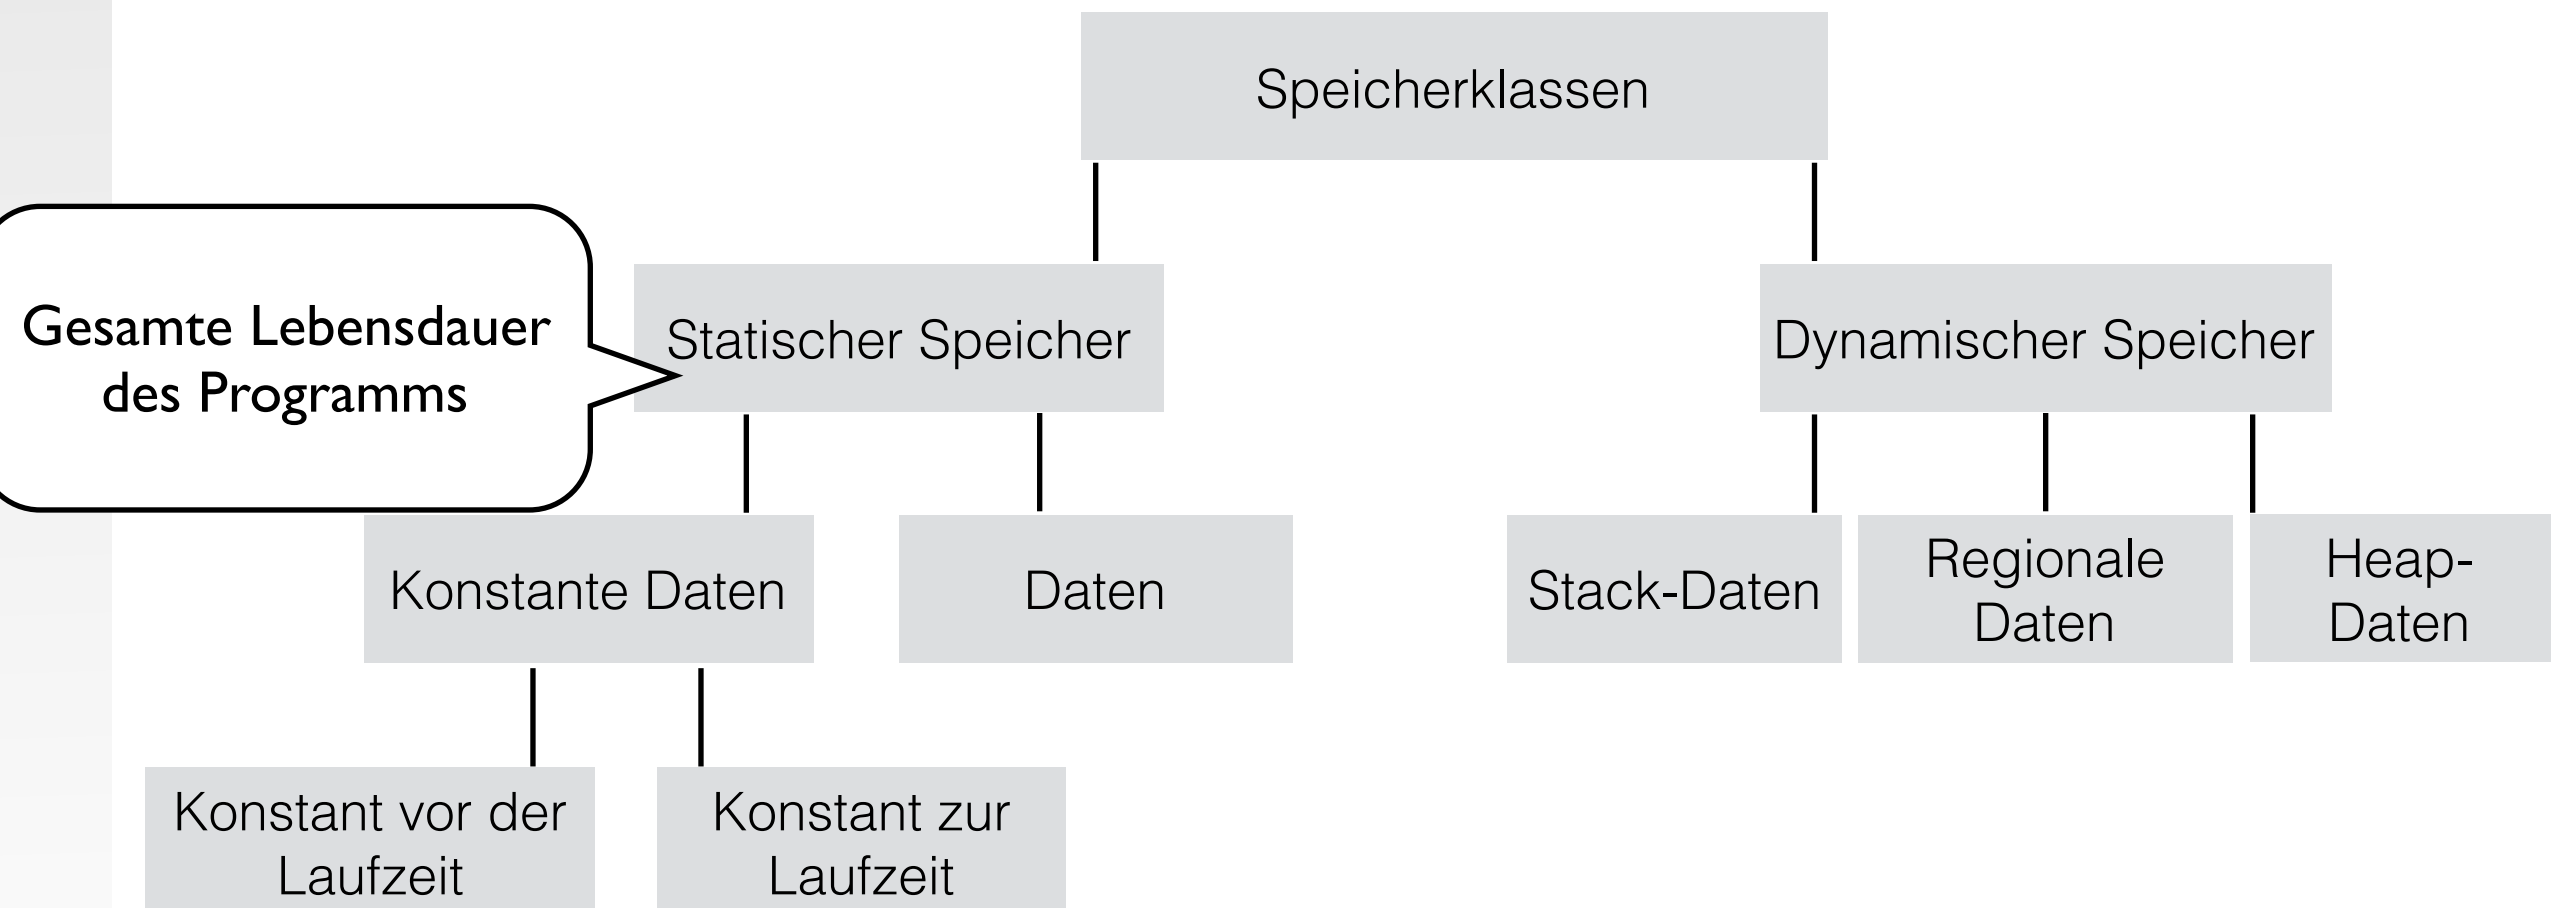 Speicherklassen
Gesamte Lebensdauer
des Programms
Statischer Speicher
Dynamischer Speicher
Konstante Daten
Daten
Stack-Daten
Regionale
Daten
Heap-
Daten
Konstant vor der
Laufzeit
Konstant zur
Laufzeit